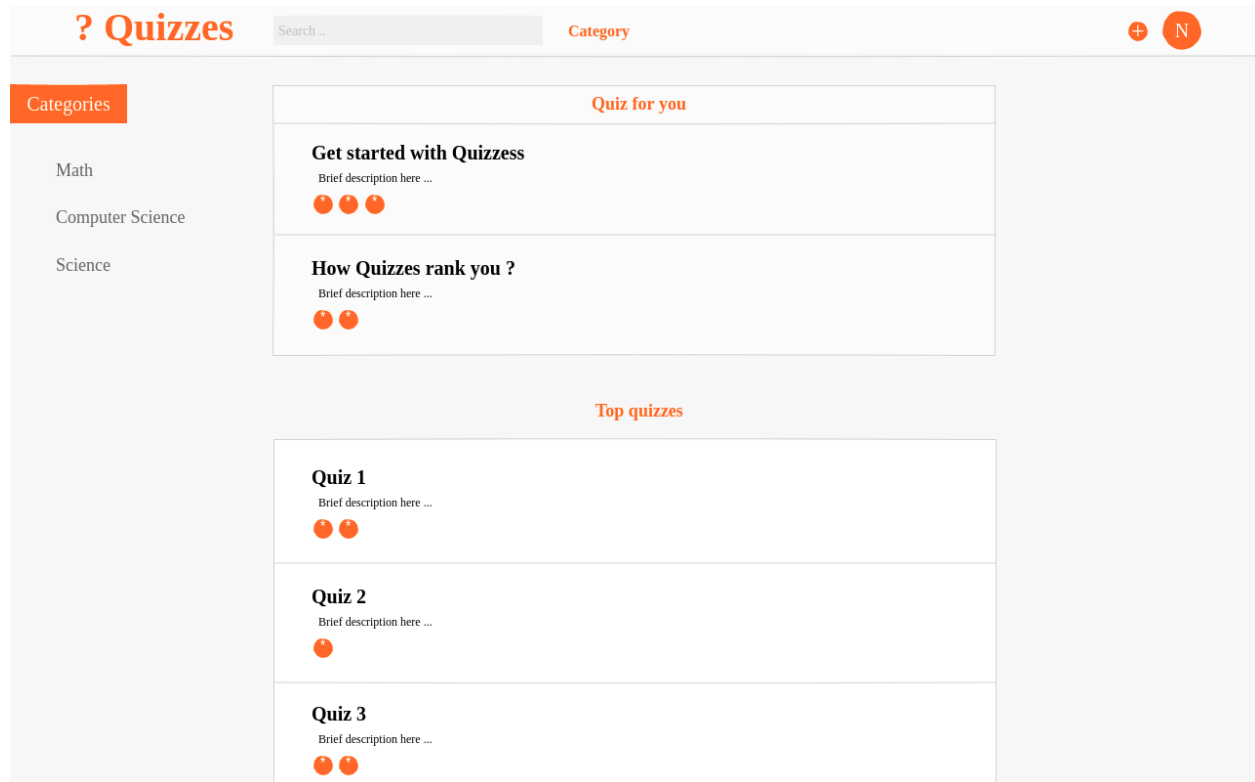 ? Quizzes
Search ..
Category
+
N
Categories
Math
Computer Science
Science
Quiz for you
Get started with Quizzess
Brief description here ...
* * *
How Quizzes rank you ?
Brief description here ...
* *
Top quizzes
Quiz 1
Brief description here ...
* *
Quiz 2
Brief description here ...
*
Quiz 3
Brief description here ...
* *